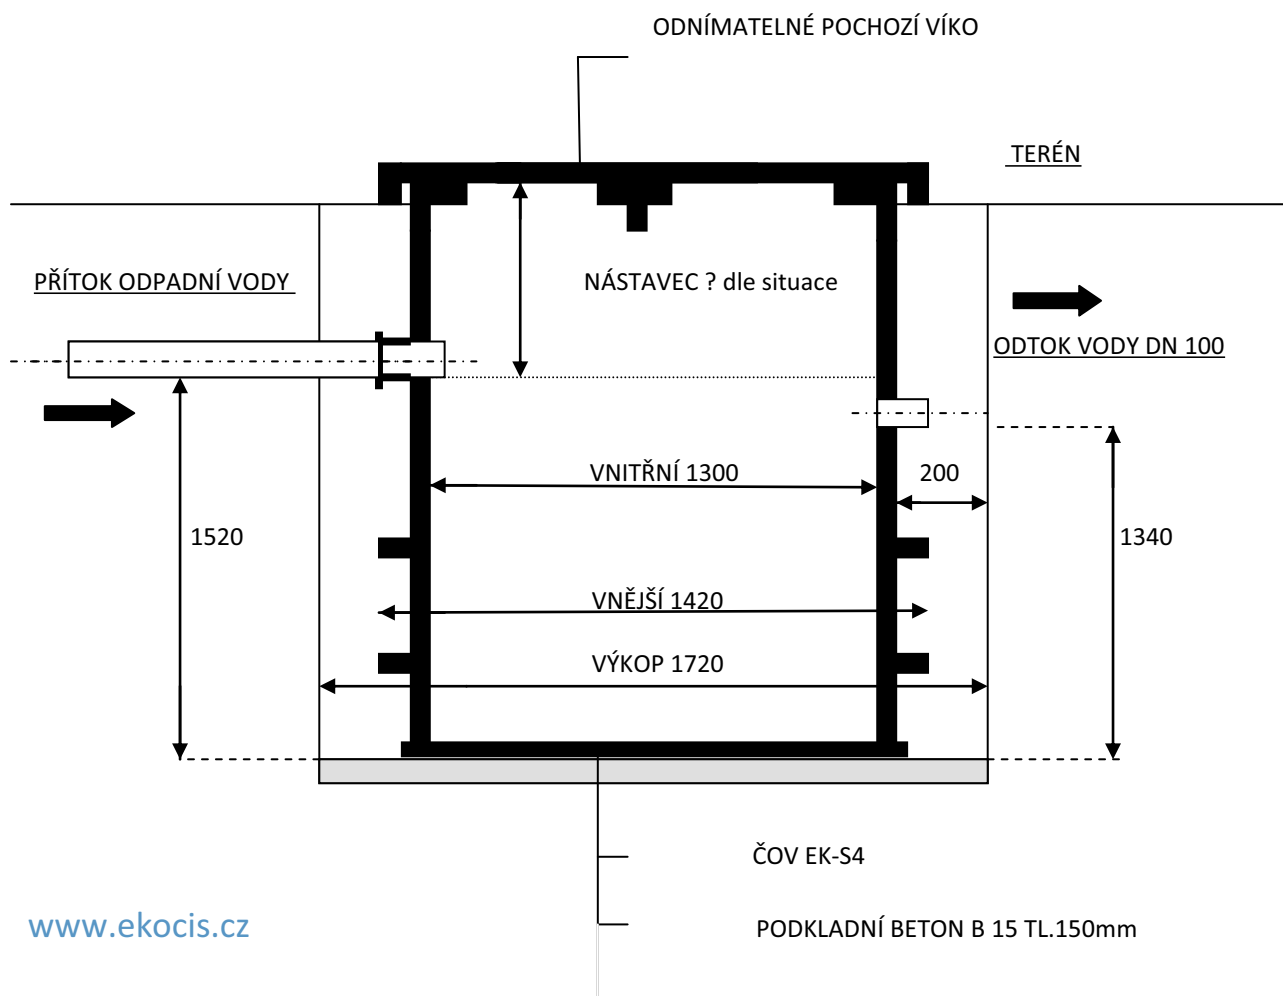 ODNÍMATELNÉ POCHOZÍ VÍKO
TERÉN
PŘÍTOK ODPADNÍ VODY
NÁSTAVEC ? dle situace
ODTOK VODY DN 100
VNITŘNÍ 1300
200
1520
1340
VNĚJŠÍ 1420
VÝKOP 1720
ČOV EK-S4
www.ekocis.cz
PODKLADNÍ BETON B 15 TL.150mm